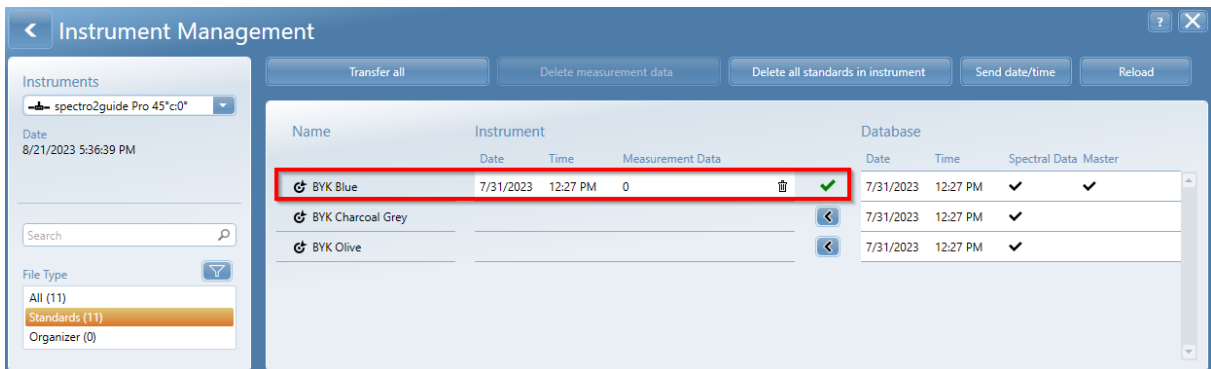 Instrument Management
?
Instruments
spectro2guide Pro 45°c:0°
Date
8/21/2023 5:36:39 PM
Search
File Type
All (11)
Standards (11)
Organizer (0)
Transfer all
Delete measurement data
Delete all standards in instrument
Send date/time
Reload
Name
Instrument
Database
Date Time Measurement Data
Date Time Spectral Data Master
BYK Blue 7/31/2023 12:27 PM 0 7/31/2023 12:27 PM
BYK Charcoal Grey 7/31/2023 12:27 PM
BYK Olive 7/31/2023 12:27 PM